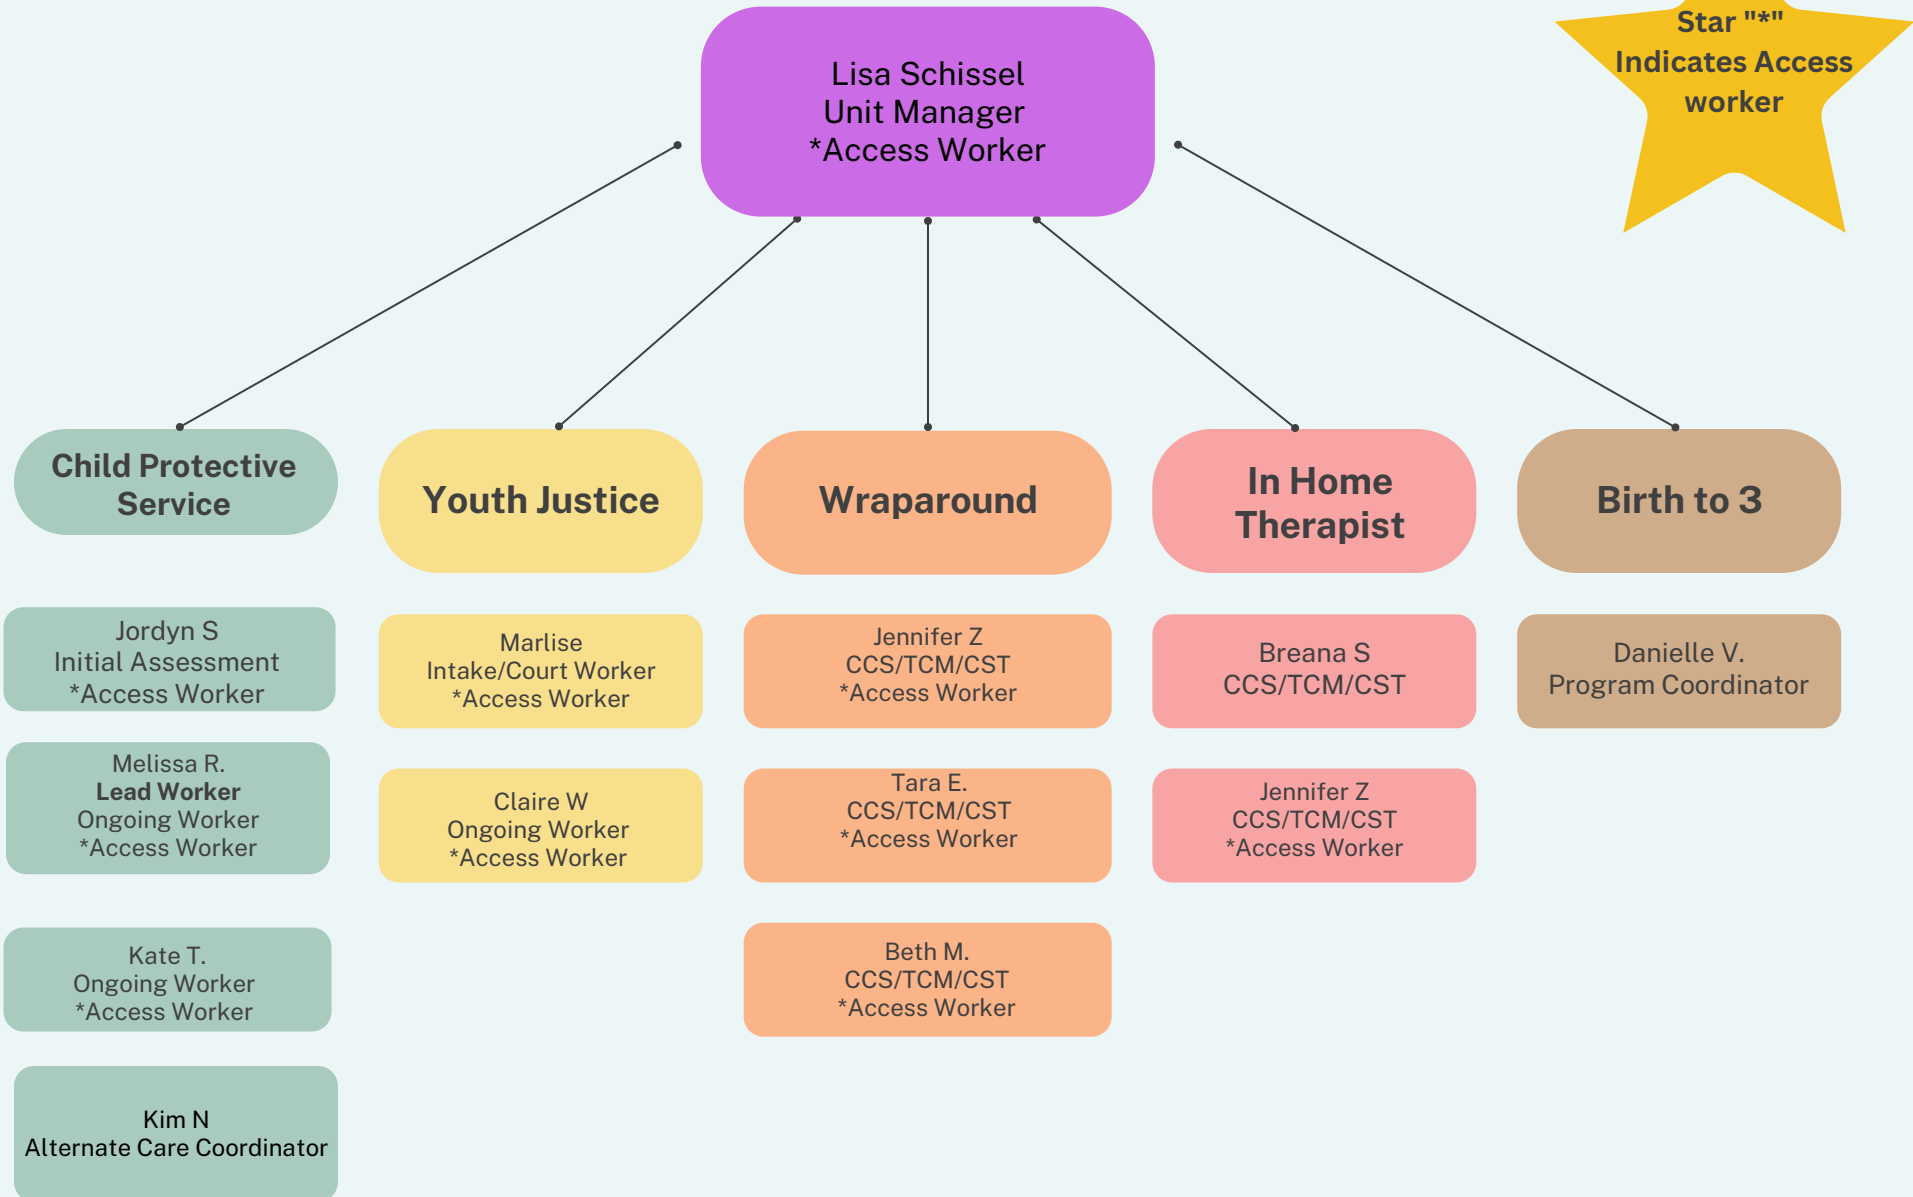 Lisa Schissel
Unit Manager
*Access Worker
Star "*"
Indicates Access
worker
Child Protective
Service
Youth Justice
Wraparound
In Home
Therapist
Birth to 3
Jordyn S
Initial Assessment
*Access Worker
Melissa R.
Lead Worker
Ongoing Worker
*Access Worker
Kate T.
Ongoing Worker
*Access Worker
Kim N
Alternate Care Coordinator
Marlise
Intake/Court Worker
*Access Worker
Claire W
Ongoing Worker
*Access Worker
Jennifer Z
CCS/TCM/CST
*Access Worker
Tara E.
CCS/TCM/CST
*Access Worker
Beth M.
CCS/TCM/CST
*Access Worker
Breana S
CCS/TCM/CST
Jennifer Z
CCS/TCM/CST
*Access Worker
Danielle V.
Program Coordinator